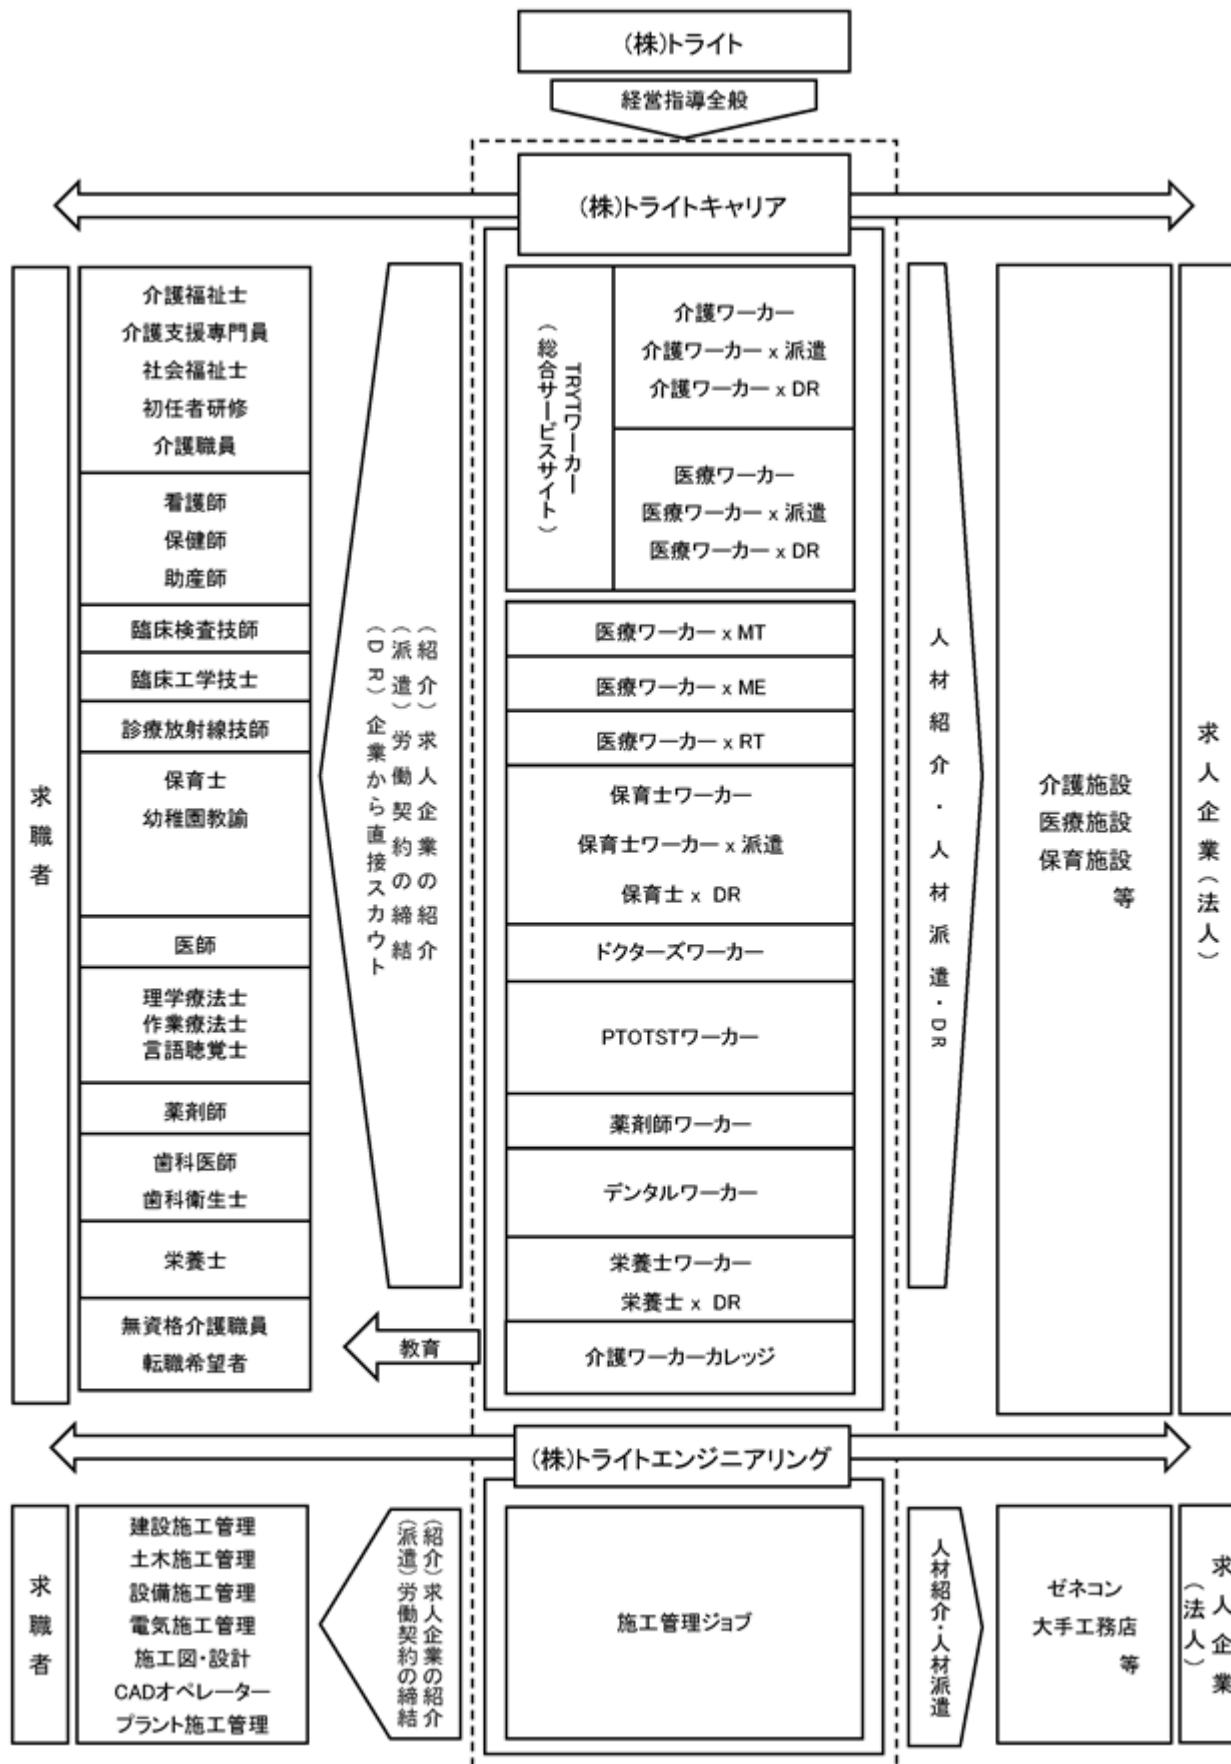 (株)トライト
経営指導全般
(株)トライトキャリア
求職者
介護福祉士
介護支援専門員
社会福祉士
初任者研修
介護職員
看護師
保健師
助産師
臨床検査技師
臨床工学技士
診療放射線技師
保育士
幼稚園教諭
医師
理学療法士
作業療法士
言語聴覚士
薬剤師
歯科医師
歯科衛生士
栄養士
無資格介護職員
転職希望者
(紹介)求人企業の紹介
(派遣)労働契約の締結
(DR)企業から直接スカウト
教育
TRYTワーカー
(総合サービスサイト)
介護ワーカー
介護ワーカー x 派遣
介護ワーカー x DR
医療ワーカー
医療ワーカー x 派遣
医療ワーカー x DR
医療ワーカー x MT
医療ワーカー x ME
医療ワーカー x RT
保育士ワーカー
保育士ワーカー x 派遣
保育士 x DR
ドクターズワーカー
PTOTSTワーカー
薬剤師ワーカー
デンタルワーカー
栄養士ワーカー
栄養士 x DR
介護ワーカーカレッジ
人材紹介・人材派遣・DR
介護施設
医療施設
保育施設
等
求人企業(法人)
(株)トライトエンジニアリング
求職者
建設施工管理
土木施工管理
設備施工管理
電気施工管理
施工図・設計
CADオペレーター
プラント施工管理
(紹介)求人企業の紹介
(派遣)労働契約の締結
施工管理ジョブ
人材紹介・人材派遣
ゼネコン
大手工務店
等
求人企業
(法人)